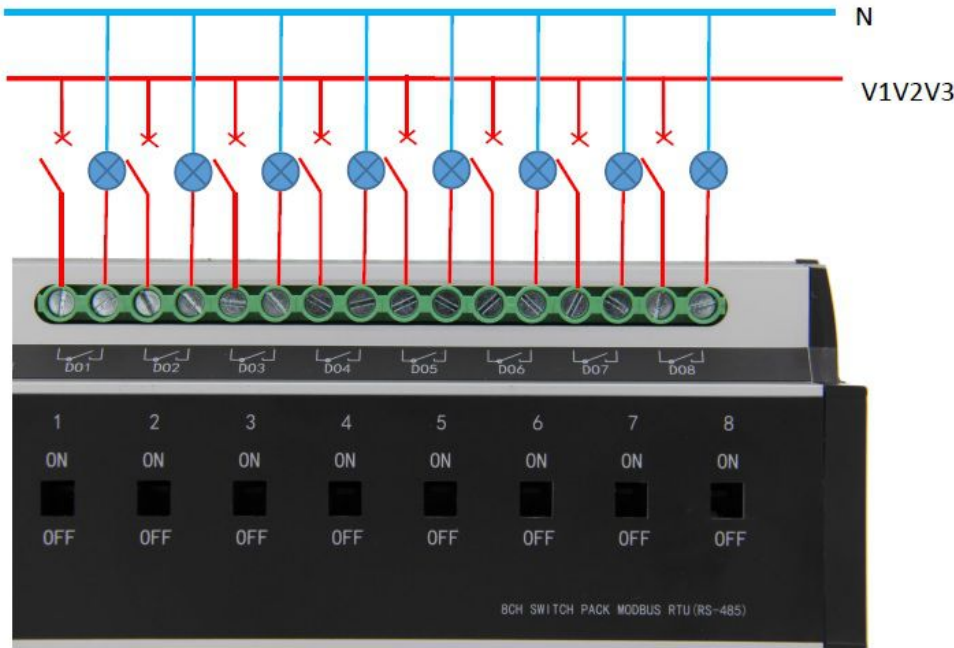 N
V1V2V3
DO1 DO2 DO3 DO4 DO5 DO6 DO7 DO8
1 2 3 4 5 6 7 8
ON ON ON ON ON ON ON ON
OFF OFF OFF OFF OFF OFF OFF OFF
8CH SWITCH PACK MODBUS RTU(RS-485)